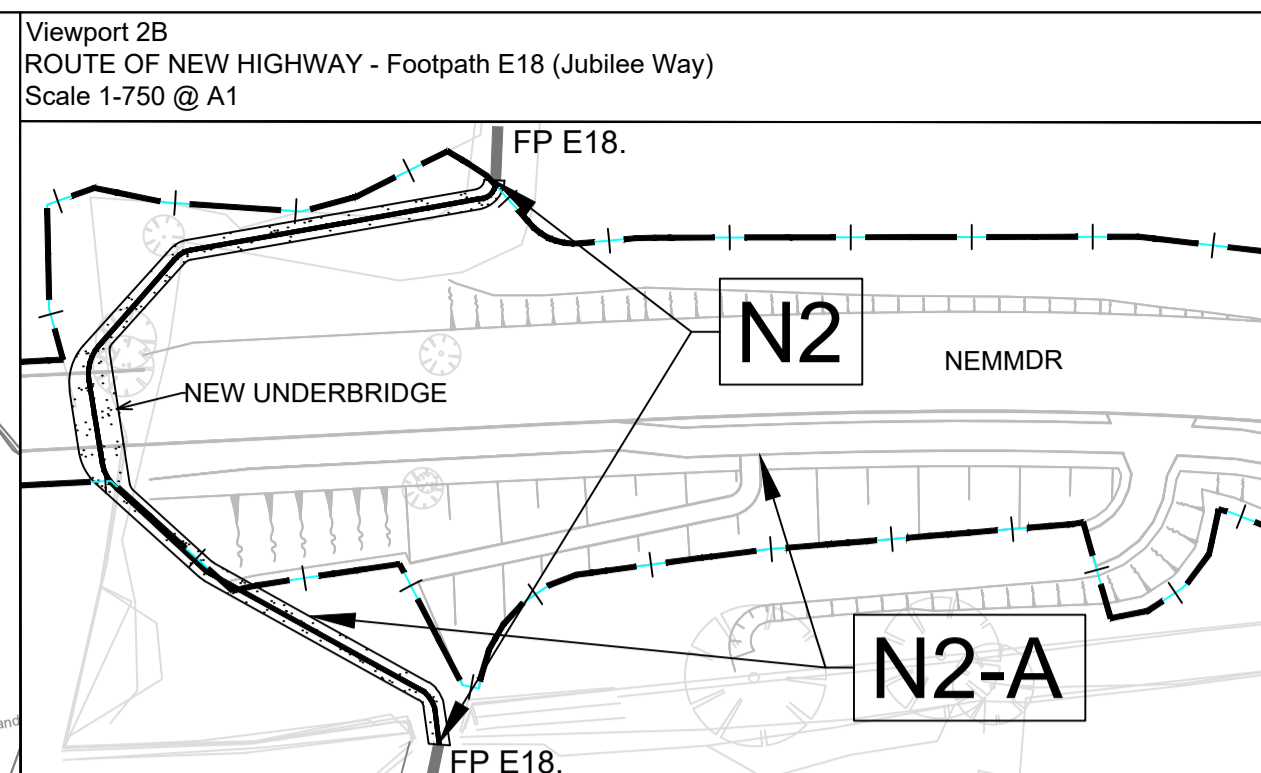 Viewport 2B
ROUTE OF NEW HIGHWAY - Footpath E18 (Jubilee Way)
Scale 1-750 @ A1
FP E18.
N2
NEMMDR
NEW UNDERBRIDGE
N2-A
and
FP E18.